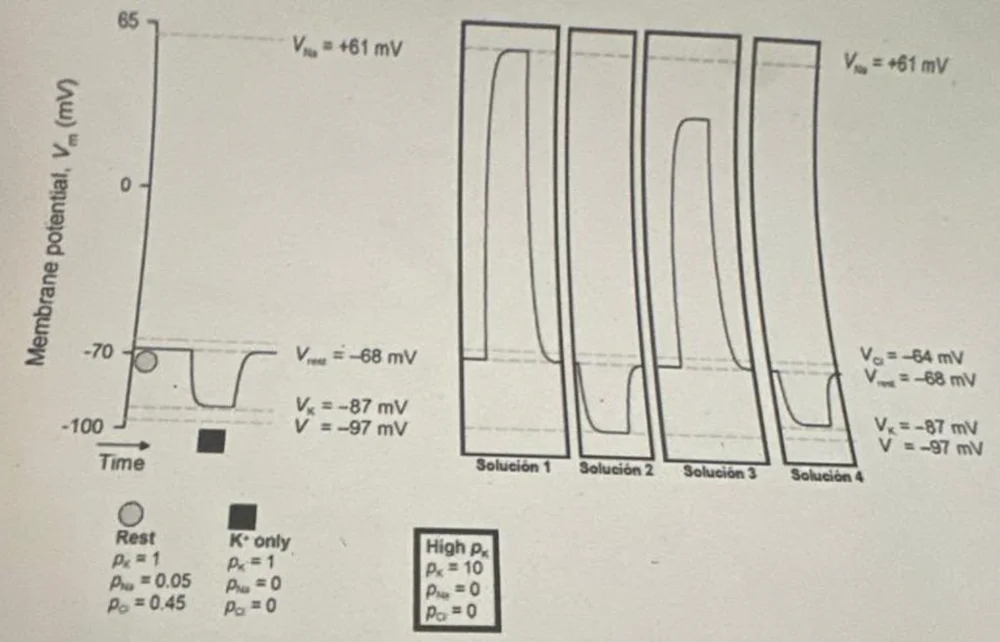 65
V_Na = +61 mV
V_Na = +61 mV
Membrane potential, V_m (mV)
0
-70
V_rest = -68 mV
V_Cl = -64 mV
V_rest = -68 mV
V_K = -87 mV
V = -97 mV
V_K = -87 mV
V = -97 mV
-100
Time
Solución 1
Solución 2
Solución 3
Solución 4
Rest
p_K = 1
p_Na = 0.05
p_Cl = 0.45
K+ only
p_K = 1
p_Na = 0
p_Cl = 0
High p_K
p_K = 10
p_Na = 0
p_Cl = 0